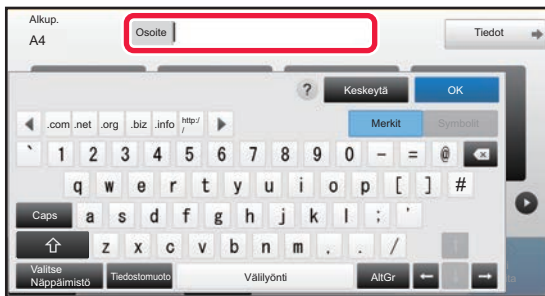 Alkup.
A4
Osoite
Tiedot
? Keskeytä OK
.com .net .org .biz .info http:// Merkit Symbolit
` 1 2 3 4 5 6 7 8 9 0 - = @
q w e r t y u i o p [ ] #
Caps a s d f g h j k l ; '
z x c v b n m , . /
Valitse
Näppäimistö Tiedostomuoto Välilyönti AltGr